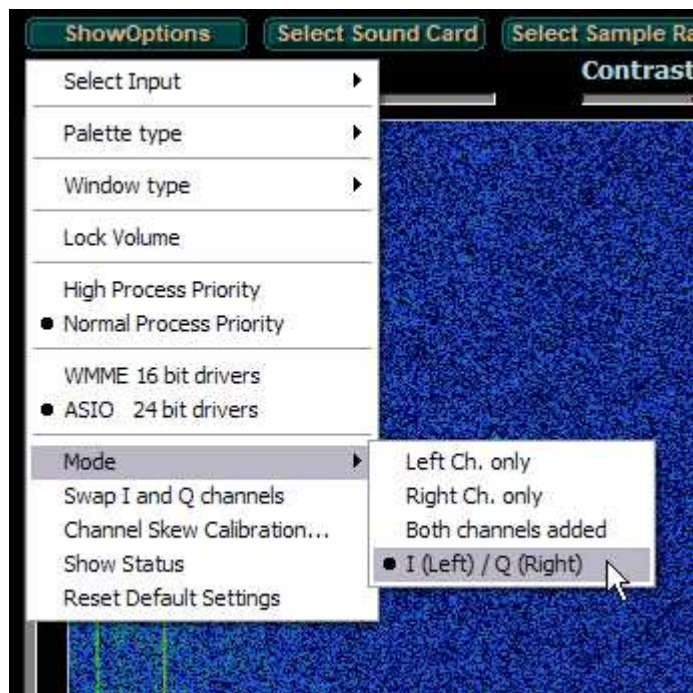 ShowOptions
Select Sound Card
Select Sample Ra
Contrast
Select Input
Palette type
Window type
Lock Volume
High Process Priority
Normal Process Priority
WMME 16 bit drivers
ASIO 24 bit drivers
Mode
Swap I and Q channels
Channel Skew Calibration...
Show Status
Reset Default Settings
Left Ch. only
Right Ch. only
Both channels added
I (Left) / Q (Right)